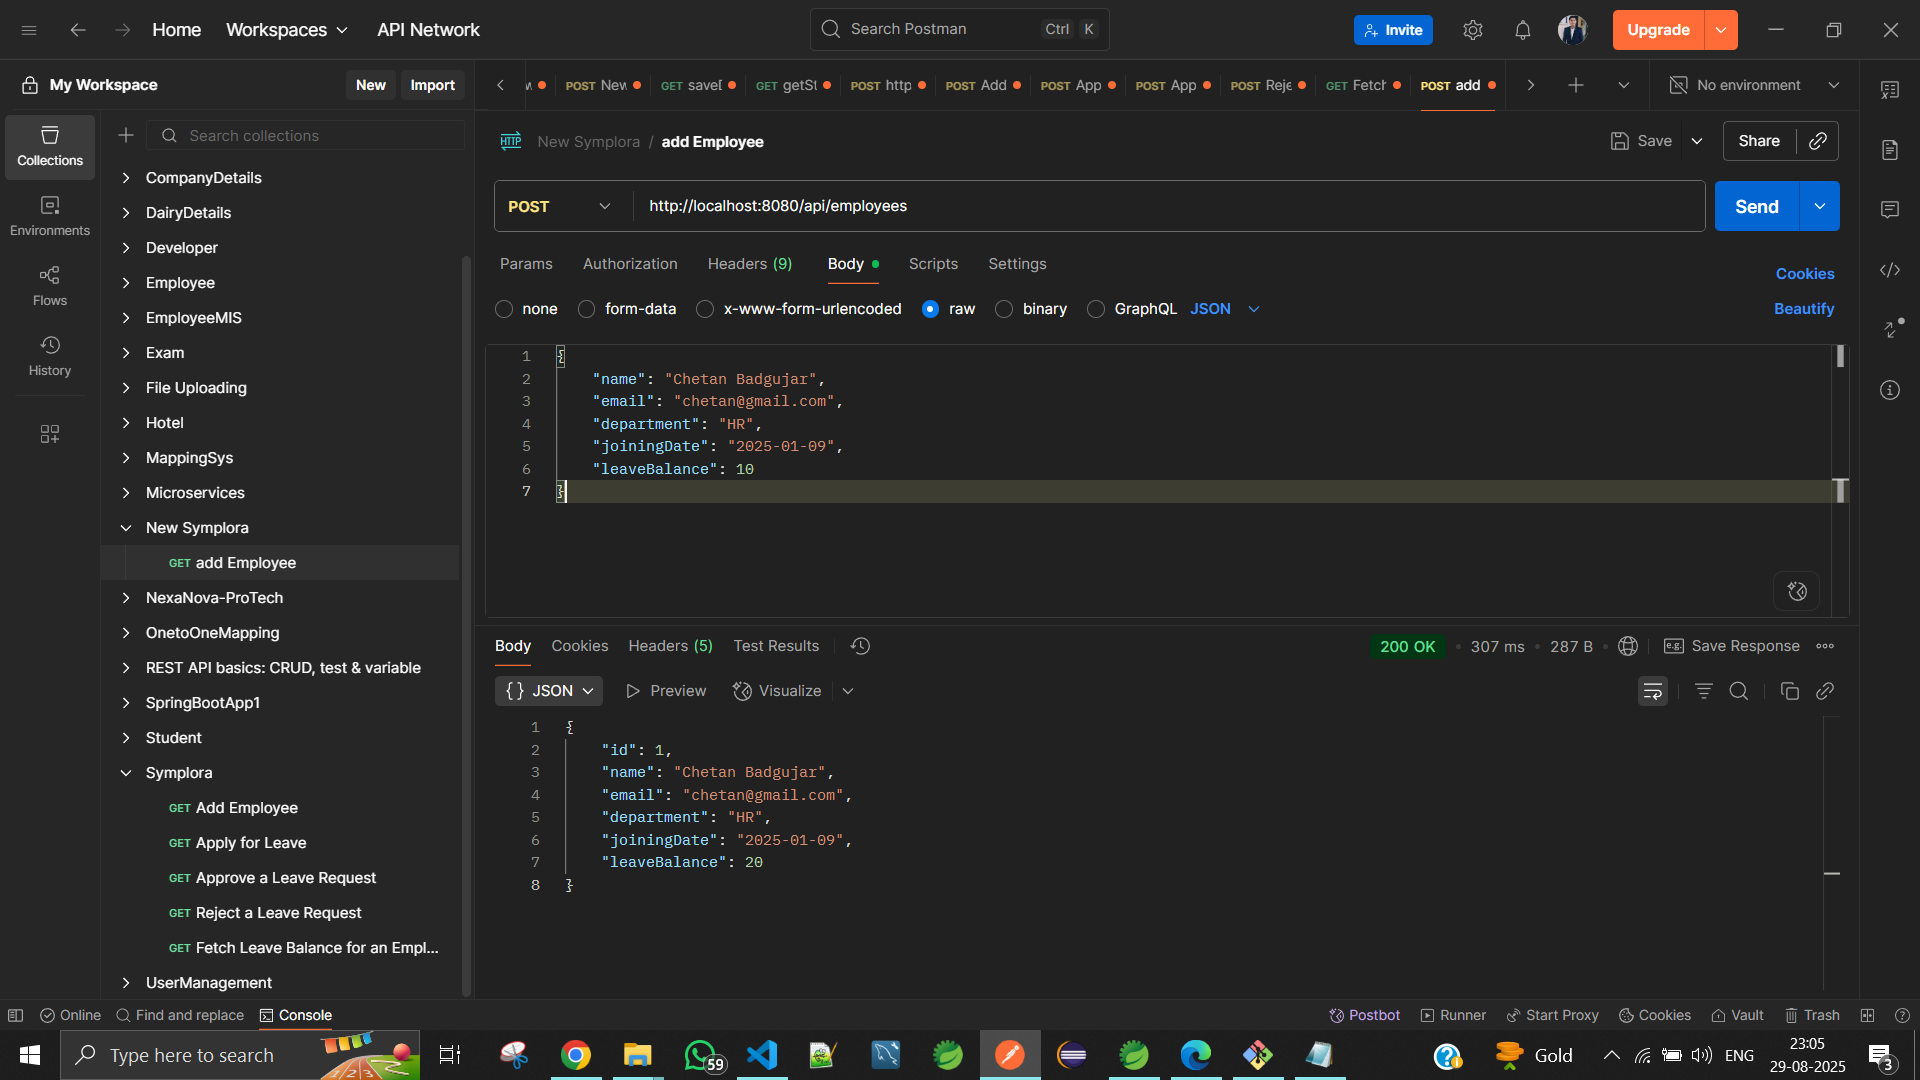 Home
Workspaces
API Network
Search Postman
Ctrl
K
Invite
Upgrade
My Workspace
New
Import
POST New
GET saveD
GET getSt
POST http
POST Add
POST App
POST App
POST Reje
GET Fetch
POST add
No environment
Collections
Environments
Flows
History
Search collections
CompanyDetails
DairyDetails
Developer
Employee
EmployeeMIS
Exam
File Uploading
Hotel
MappingSys
Microservices
New Symplora
GET add Employee
NexaNova-ProTech
OnetoOneMapping
REST API basics: CRUD, test & variable
SpringBootApp1
Student
Symplora
GET Add Employee
GET Apply for Leave
GET Approve a Leave Request
GET Reject a Leave Request
GET Fetch Leave Balance for an Empl...
UserManagement
HTTP New Symplora / add Employee
Save
Share
POST
http://localhost:8080/api/employees
Send
Params
Authorization
Headers (9)
Body
Scripts
Settings
Cookies
none
form-data
x-www-form-urlencoded
raw
binary
GraphQL
JSON
Beautify
1 {
2 "name": "Chetan Badgujar",
3 "email": "chetan@gmail.com",
4 "department": "HR",
5 "joiningDate": "2025-01-09",
6 "leaveBalance": 10
7 }
Body
Cookies
Headers (5)
Test Results
200 OK
307 ms
287 B
e.g. Save Response
{} JSON
Preview
Visualize
1 {
2 "id": 1,
3 "name": "Chetan Badgujar",
4 "email": "chetan@gmail.com",
5 "department": "HR",
6 "joiningDate": "2025-01-09",
7 "leaveBalance": 20
8 }
Online
Find and replace
Console
Postbot
Runner
Start Proxy
Cookies
Vault
Trash
Type here to search
59
Gold
ENG
23:05
29-08-2025
3